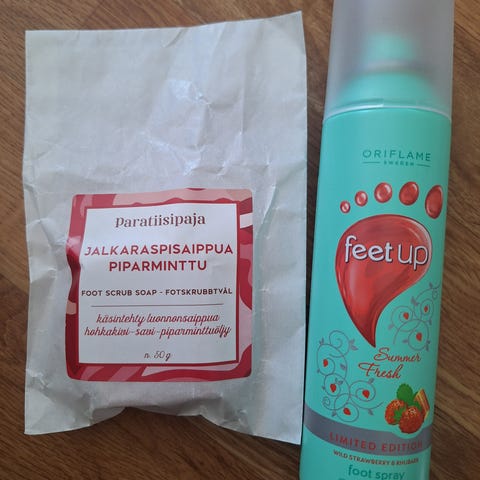 Paratiisipaja
JALKARASPISAIPPUA
PIPARMINTTU
FOOT SCRUB SOAP - FOTSKRUBBTVÅL
käsintehty luonnonsaippua
hohkakivi-savi-piparminttuöljy
n. 50 g
ORIFLAME
SWEDEN
feet up
Summer
Fresh
LIMITED EDITION
WILD STRAWBERRY & RHUBARB
foot spray